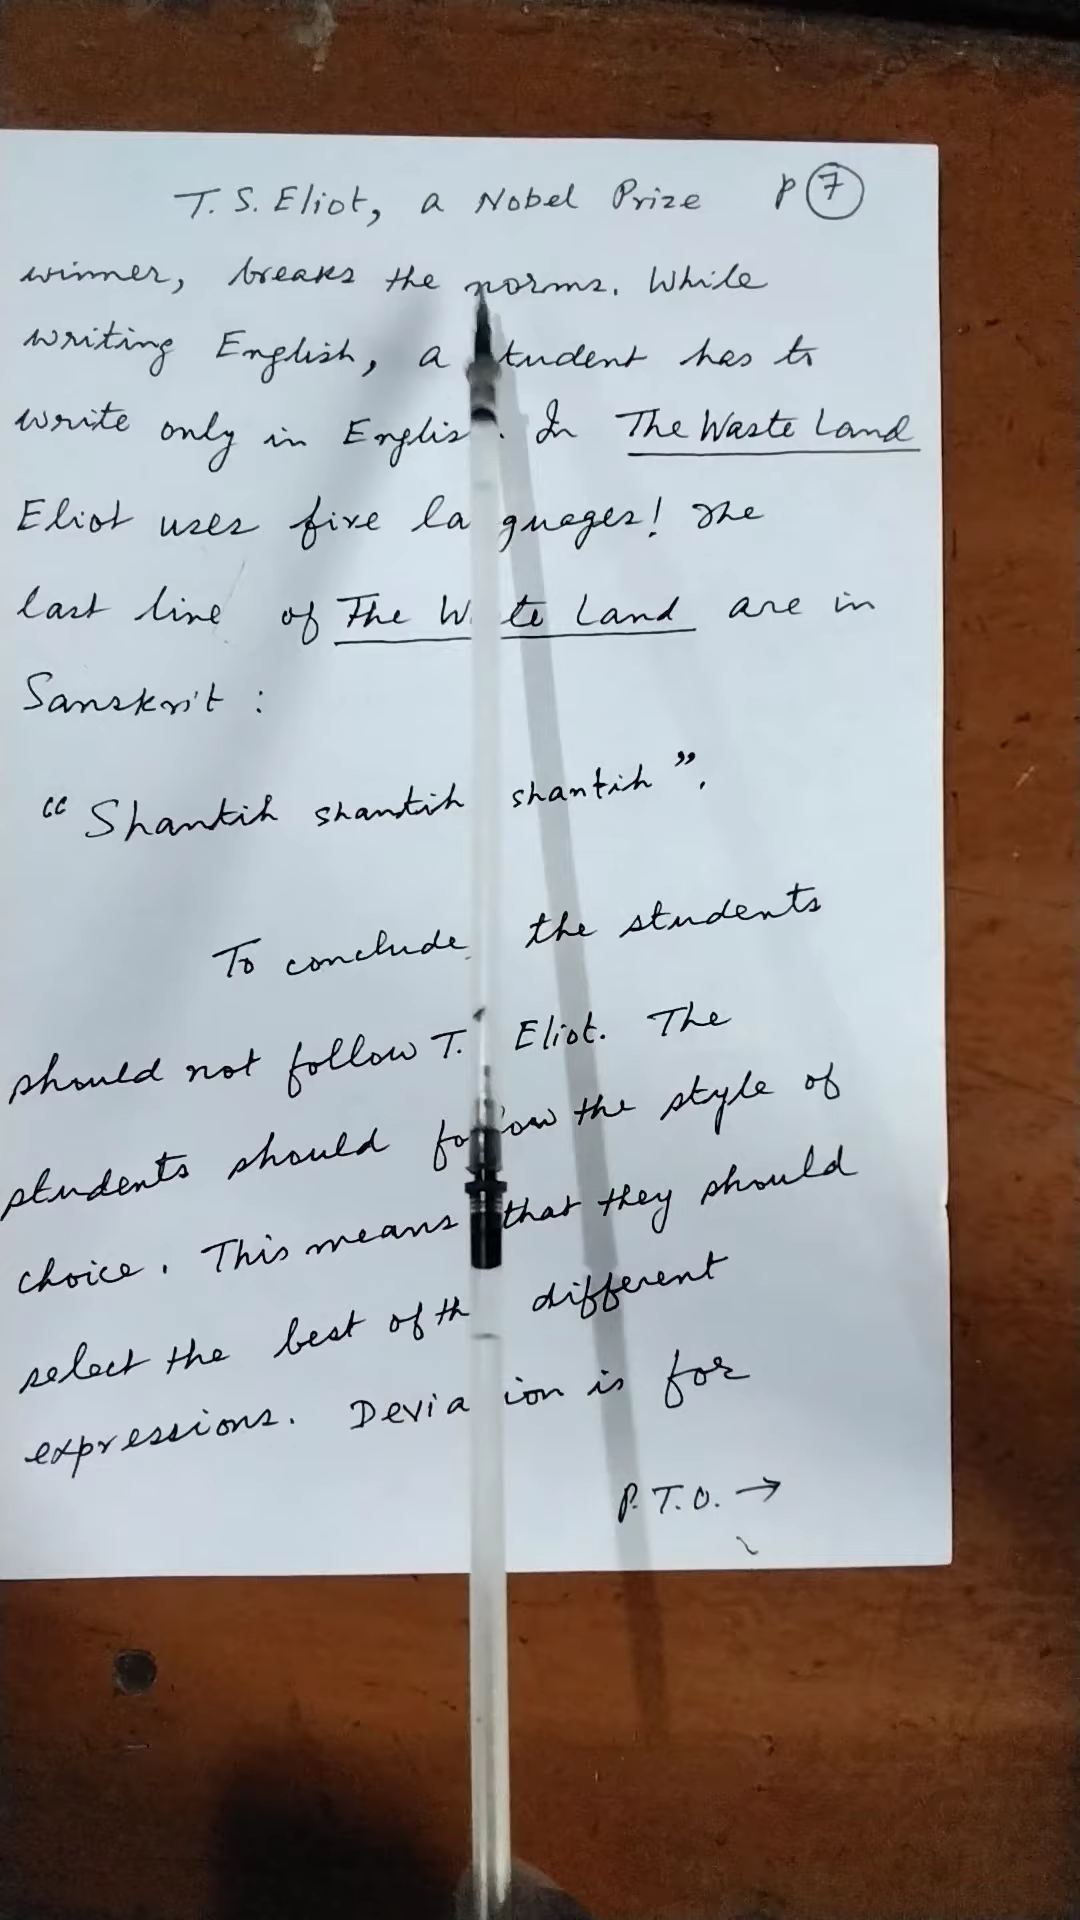 T. S. Eliot, a Nobel Prize P 7
winner, breaks the norms. While
writing English, a student has to
write only in English. In The Waste Land
Eliot uses five languages! The
last line of The Waste Land are in
Sanskrit :
“Shantih shantih shantih”.
To conclude, the students
should not follow T. Eliot. The
students should follow the style of
choice. This means that they should
select the best of the different
expressions. Deviation is for
P. T. O. →